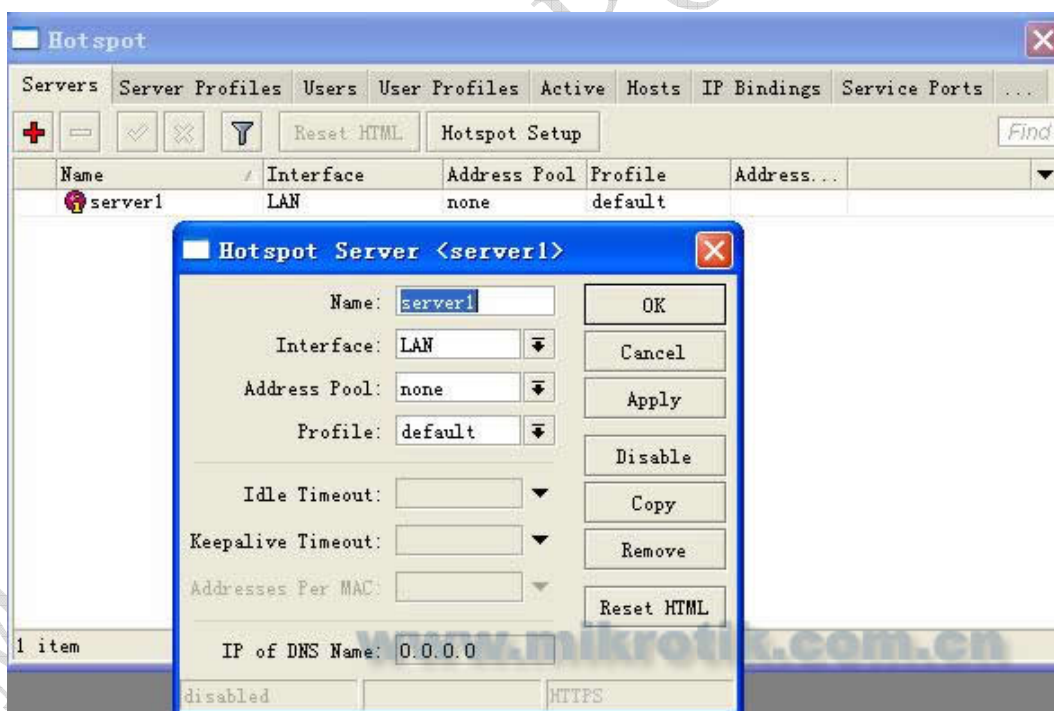 Hotspot
Servers Server Profiles Users User Profiles Active Hosts IP Bindings Service Ports ...
Reset HTML Hotspot Setup Find
Name Interface Address Pool Profile Address...
server1 LAN none default
Hotspot Server <server1>
Name: server1 OK
Interface: LAN Cancel
Address Pool: none Apply
Profile: default
Disable
Idle Timeout: Copy
Keepalive Timeout: Remove
Addresses Per MAC: Reset HTML
www.mikrotik.com.cn
1 item IP of DNS Name: 0.0.0.0
disabled HTTPS